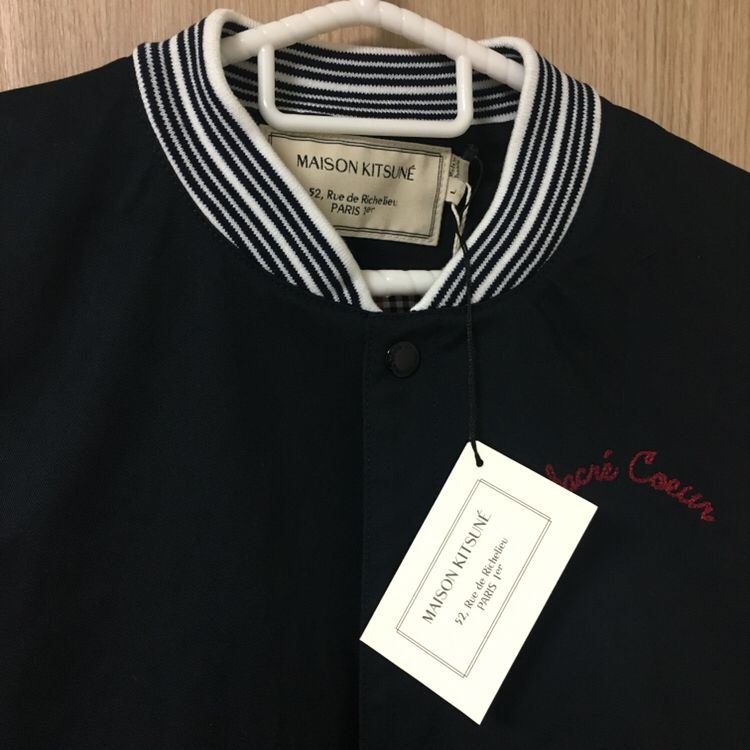 MAISON KITSUNÉ
52, Rue de Richelieu
PARIS 1er
L
Sacré Coeur
MAISON KITSUNÉ
52, Rue de Richelieu
PARIS 1er